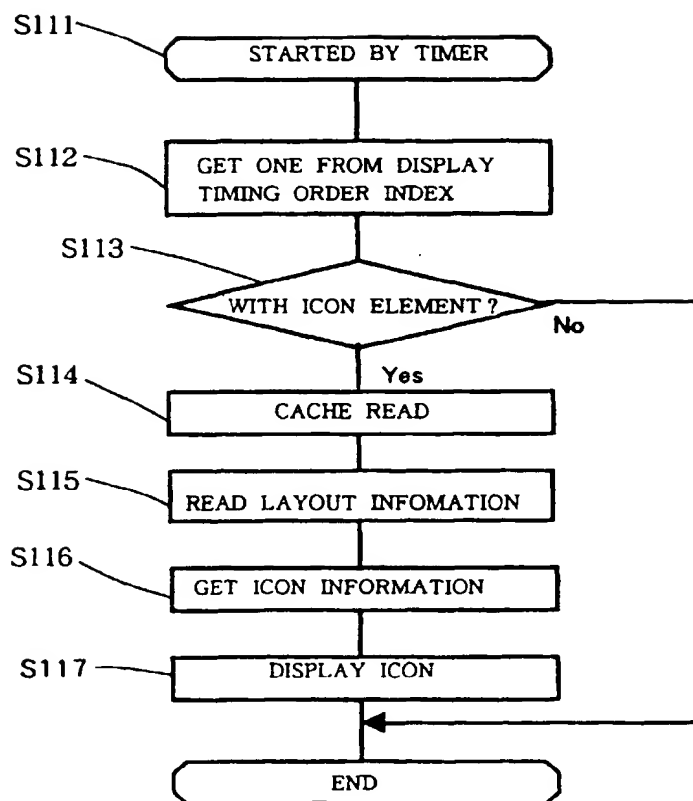 S111
STARTED BY TIMER
S112
GET ONE FROM DISPLAY
TIMING ORDER INDEX
S113
WITH ICON ELEMENT?
No
Yes
S114
CACHE READ
S115
READ LAYOUT INFOMATION
S116
GET ICON INFORMATION
S117
DISPLAY ICON
END